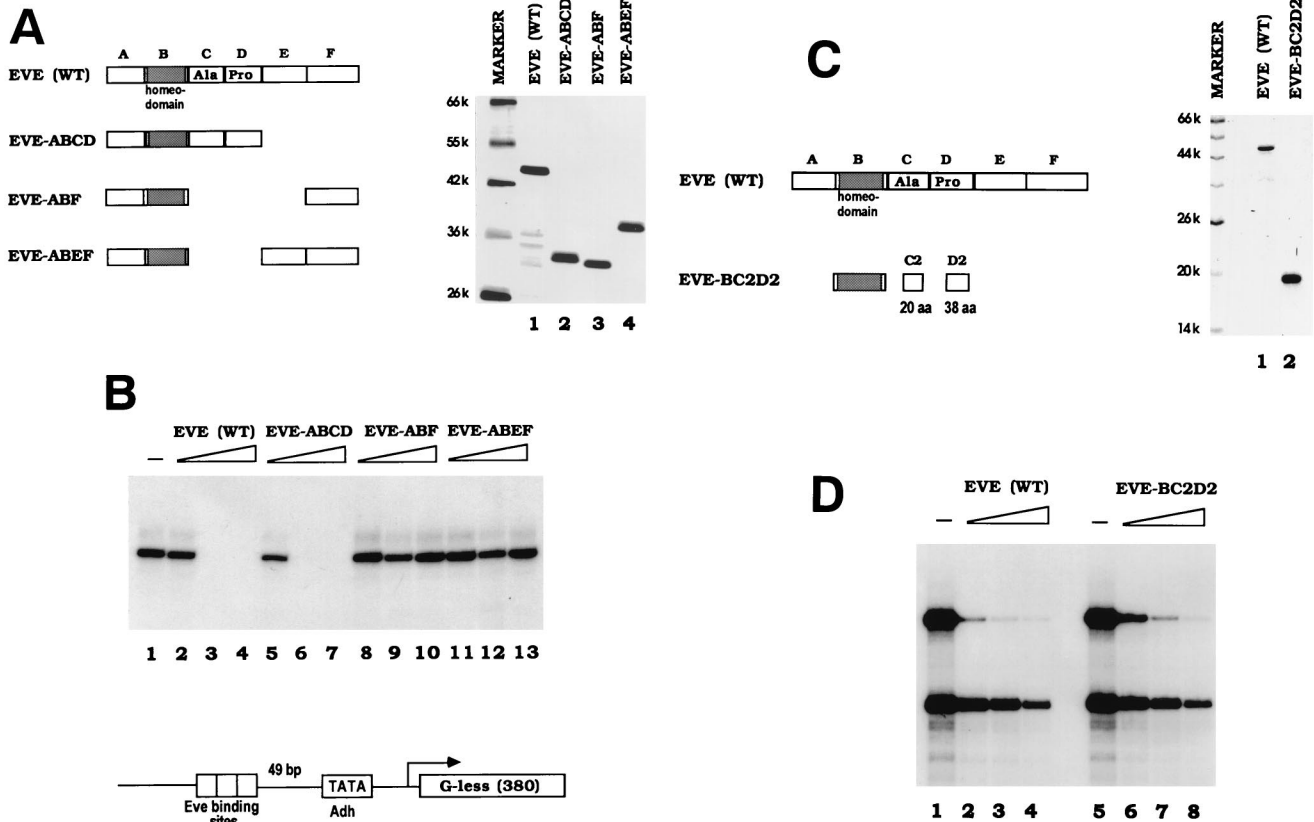 A
A B C D E F
EVE (WT) Ala Pro
homeo-
domain
EVE-ABCD
EVE-ABF
EVE-ABEF
MARKER EVE (WT) EVE-ABCD EVE-ABF EVE-ABEF
66k
55k
42k
36k
26k
1 2 3 4
C
A B C D E F
EVE (WT) Ala Pro
homeo-
domain
C2 D2
EVE-BC2D2
20 aa 38 aa
MARKER EVE (WT) EVE-BC2D2
66k
44k
26k
20k
14k
1 2
B
EVE (WT) EVE-ABCD EVE-ABF EVE-ABEF
–
1 2 3 4 5 6 7 8 9 10 11 12 13
49 bp
TATA G-less (380)
Eve binding Adh
sites
D
EVE (WT) EVE-BC2D2
– –
1 2 3 4 5 6 7 8